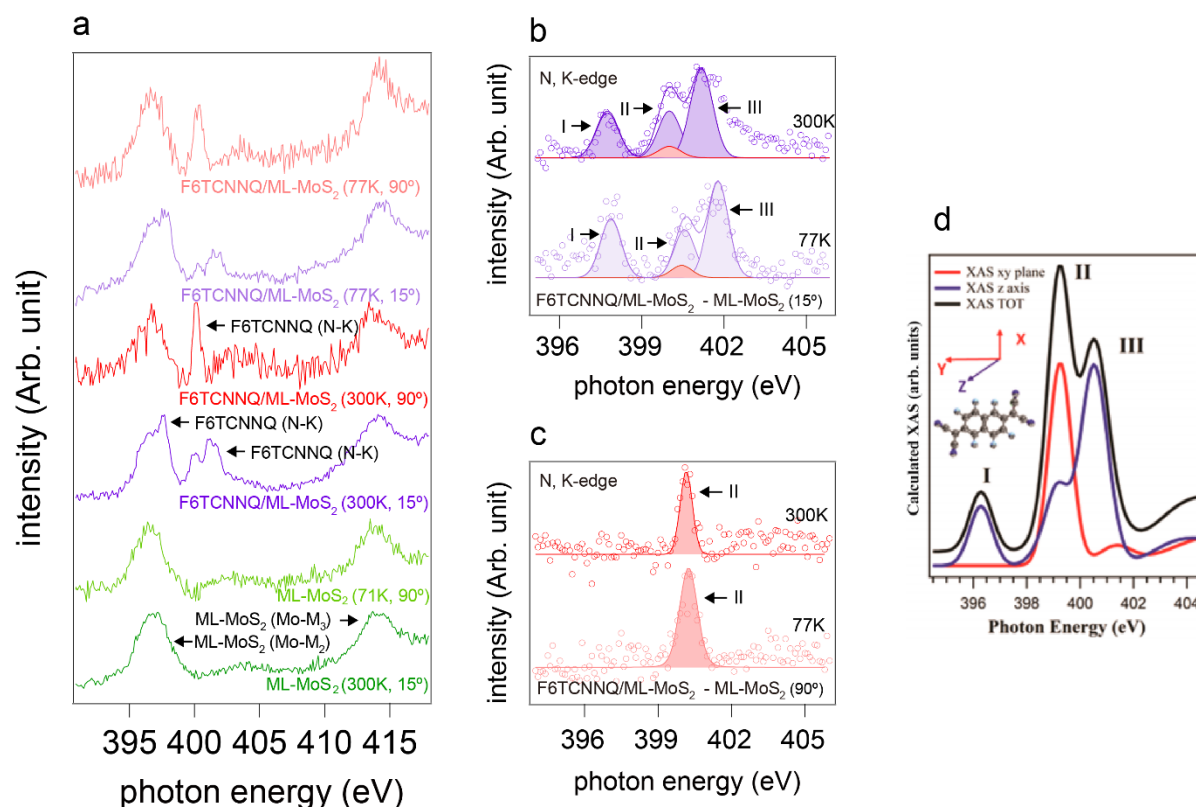 a
intensity (Arb. unit)
F6TCNNQ/ML-MoS2 (77K, 90º)
F6TCNNQ/ML-MoS2 (77K, 15º)
F6TCNNQ (N-K)
F6TCNNQ/ML-MoS2 (300K, 90º)
F6TCNNQ (N-K)
F6TCNNQ (N-K)
F6TCNNQ/ML-MoS2 (300K, 15º)
ML-MoS2 (71K, 90º)
ML-MoS2 (Mo-M3)
ML-MoS2 (Mo-M2)
ML-MoS2 (300K, 15º)
395 400 405 410 415
photon energy (eV)
b
intensity (Arb. unit)
N, K-edge
I
II
III
300K
I
II
III
77K
F6TCNNQ/ML-MoS2 - ML-MoS2 (15º)
396 399 402 405
photon energy (eV)
c
intensity (Arb. unit)
N, K-edge
II
300K
II
77K
F6TCNNQ/ML-MoS2 - ML-MoS2 (90º)
396 399 402 405
photon energy (eV)
d
Calculated XAS (arb. units)
XAS xy plane
XAS z axis
XAS TOT
II
III
X
Y
Z
I
396 398 400 402 404
Photon Energy (eV)